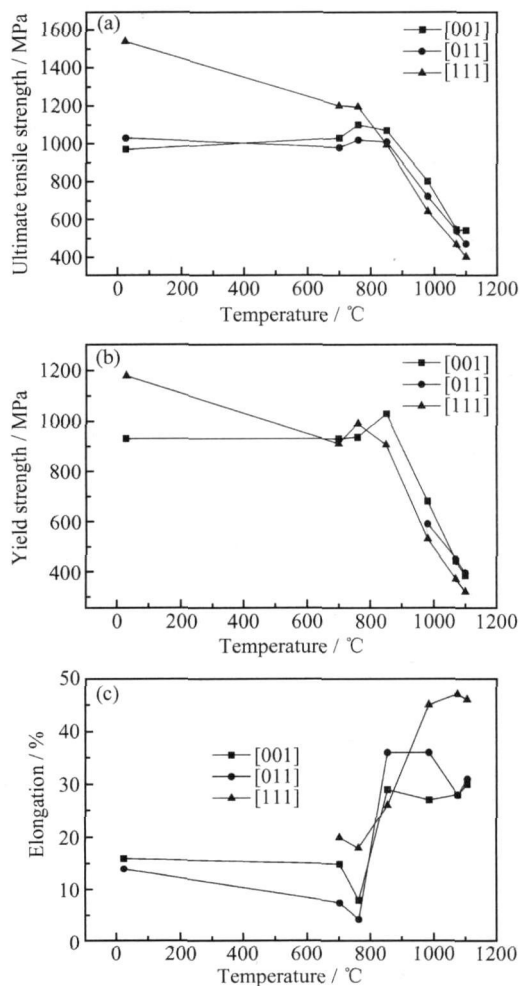 (a)
[001]
[011]
[111]
Ultimate tensile strength / MPa
1600
1400
1200
1000
800
600
400
0 200 400 600 800 1000 1200
Temperature / ℃
(b)
[001]
[011]
[111]
Yield strength / MPa
1200
1000
800
600
400
0 200 400 600 800 1000 1200
Temperature / ℃
(c)
[001]
[011]
[111]
Elongation / %
50
40
30
20
10
0
0 200 400 600 800 1000 1200
Temperature / ℃